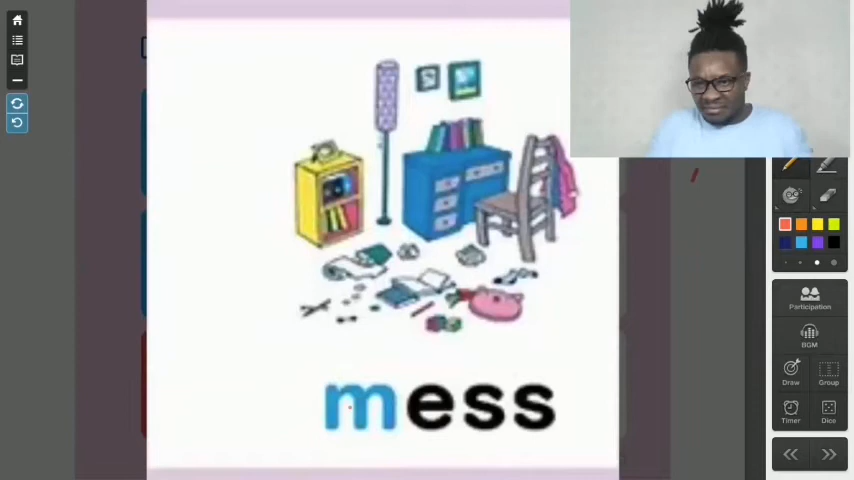 mess
Participation
BGM
Draw
Group
Timer
Dice